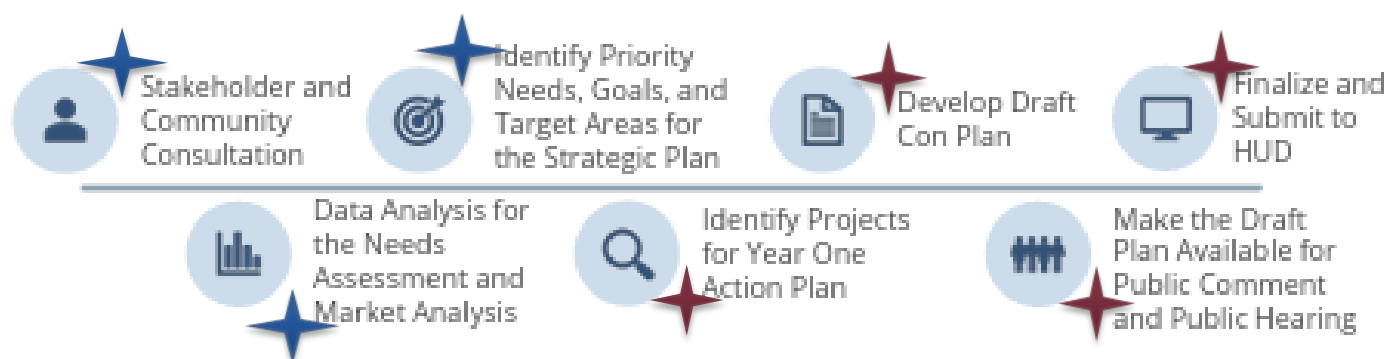 Stakeholder and
Community
Consultation
Identify Priority
Needs, Goals, and
Target Areas for
the Strategic Plan
Develop Draft
Con Plan
Finalize and
Submit to
HUD
Data Analysis for
the Needs
Assessment and
Market Analysis
Identify Projects
for Year One
Action Plan
Make the Draft
Plan Available for
Public Comment
and Public Hearing